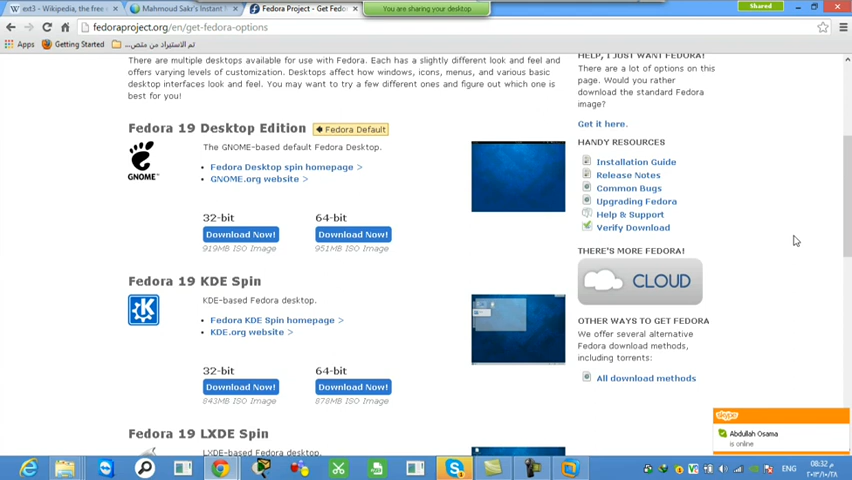 ext3 - Wikipedia, the free
Mahmoud Sakr's Instant
Fedora Project - Get Fedo
You are sharing your desktop
Shared
fedoraproject.org/en/get-fedora-options
Apps
Getting Started
تم الاستيراد من متص...
There are multiple desktops available for use with Fedora. Each has a slightly different look and feel and
offers varying levels of customization. Desktops affect how windows, icons, menus, and various basic
desktop interfaces look and feel. You may want to try a few different ones and figure out which one is
best for you!
Fedora 19 Desktop Edition
Fedora Default
GNOME™
The GNOME-based default Fedora Desktop.
Fedora Desktop spin homepage >
GNOME.org website >
32-bit
64-bit
Download Now!
Download Now!
919MB ISO Image
951MB ISO Image
Fedora 19 KDE Spin
KDE-based Fedora desktop.
Fedora KDE Spin homepage >
KDE.org website >
32-bit
64-bit
Download Now!
Download Now!
843MB ISO Image
878MB ISO Image
Fedora 19 LXDE Spin
LXDE-based Fedora desktop.
HELP, I JUST WANT FEDORA!
There are a lot of options on this
page. Would you rather
download the standard Fedora
image?
Get it here.
HANDY RESOURCES
Installation Guide
Release Notes
Common Bugs
Upgrading Fedora
Help & Support
Verify Download
THERE'S MORE FEDORA!
CLOUD
OTHER WAYS TO GET FEDORA
We offer several alternative
Fedora download methods,
including torrents:
All download methods
skype
Abdullah Osama
is online
ENG
08:32 م